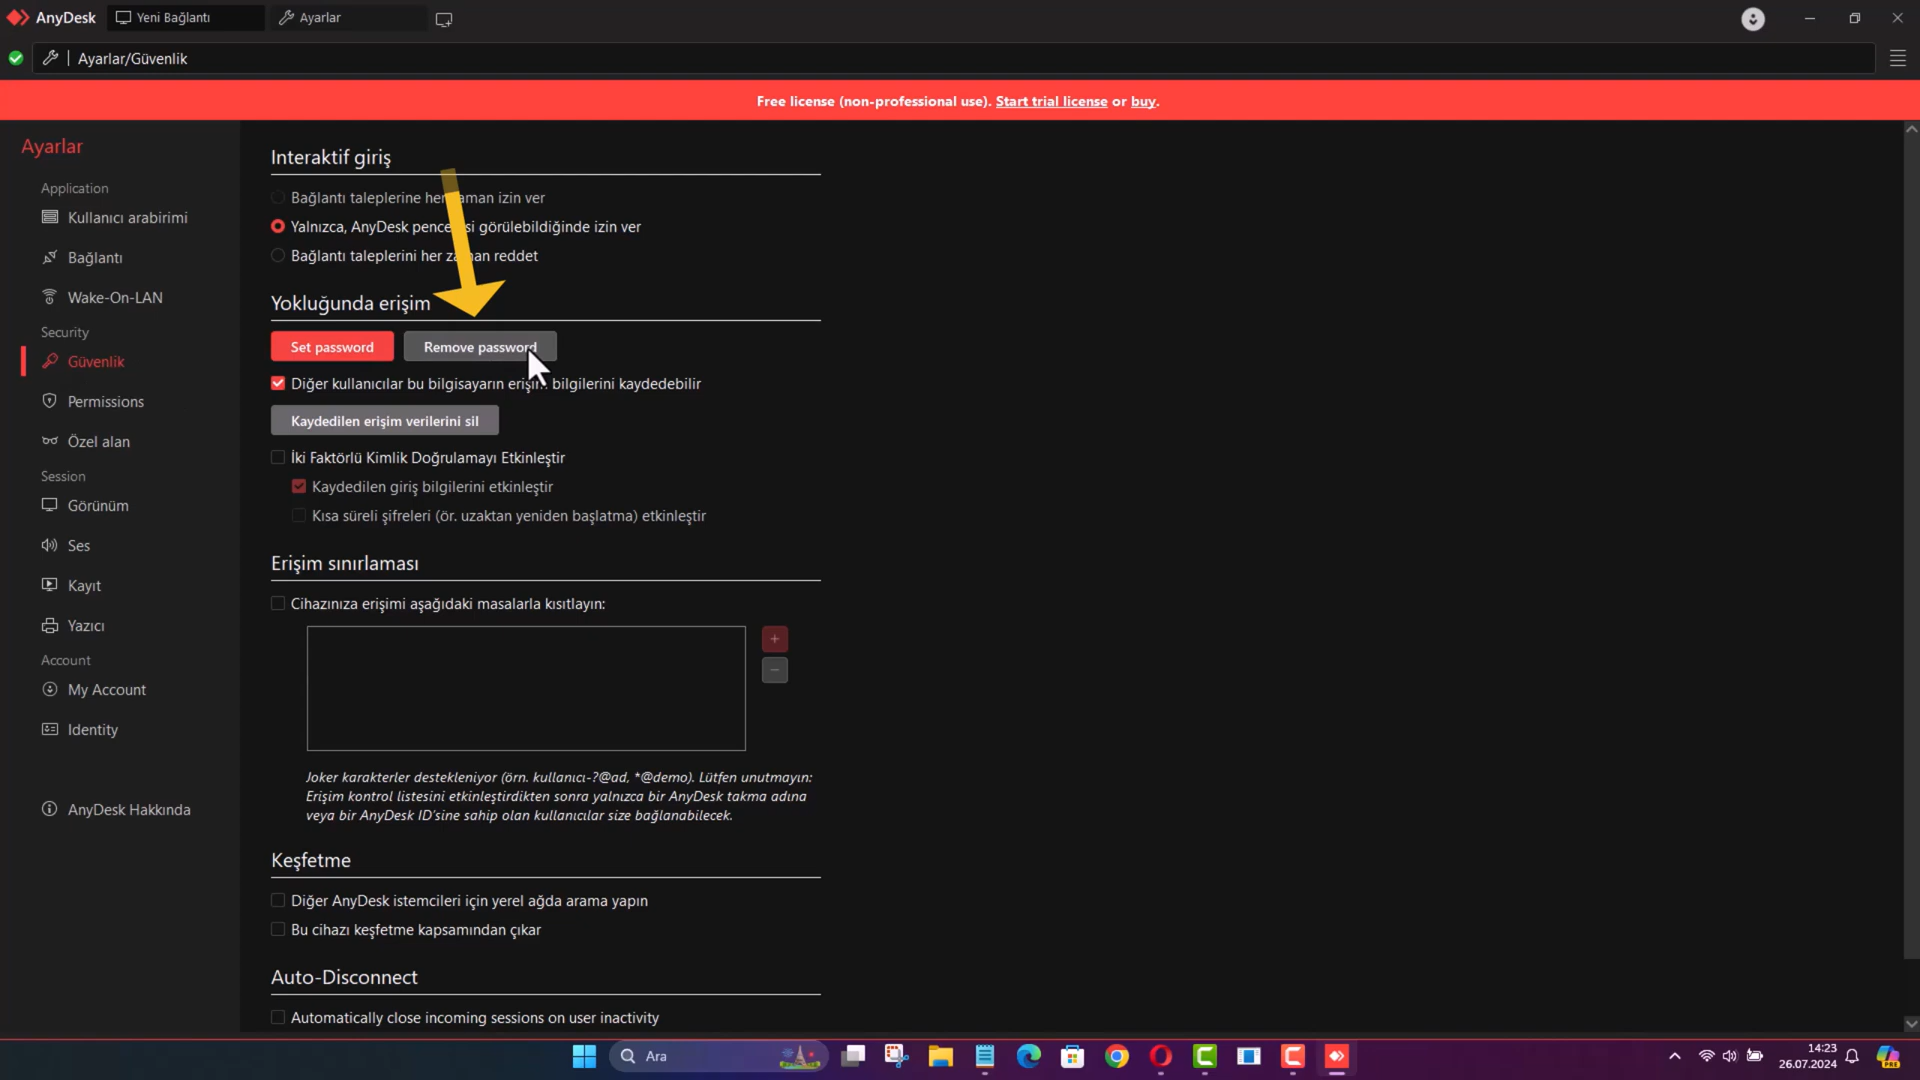 AnyDesk
Yeni Bağlantı
Ayarlar
Ayarlar/Güvenlik
Free license (non-professional use). Start trial license or buy.
Ayarlar
Application
Kullanıcı arabirimi
Bağlantı
Wake-On-LAN
Security
Güvenlik
Permissions
Özel alan
Session
Görünüm
Ses
Kayıt
Yazıcı
Account
My Account
Identity
AnyDesk Hakkında
Interaktif giriş
Bağlantı taleplerine her zaman izin ver
Yalnızca, AnyDesk penceresi görülebildiğinde izin ver
Bağlantı taleplerini her zaman reddet
Yokluğunda erişim
Set password
Remove password
Diğer kullanıcılar bu bilgisayarın erişim bilgilerini kaydedebilir
Kaydedilen erişim verilerini sil
İki Faktörlü Kimlik Doğrulamayı Etkinleştir
Kaydedilen giriş bilgilerini etkinleştir
Kısa süreli şifreleri (ör. uzaktan yeniden başlatma) etkinleştir
Erişim sınırlaması
Cihazınıza erişimi aşağıdaki masalarla kısıtlayın:
Joker karakterler destekleniyor (örn. kullanıcı-?@ad, *@demo). Lütfen unutmayın:
Erişim kontrol listesini etkinleştirdikten sonra yalnızca bir AnyDesk takma adına
veya bir AnyDesk ID'sine sahip olan kullanıcılar size bağlanabilecek.
Keşfetme
Diğer AnyDesk istemcileri için yerel ağda arama yapın
Bu cihazı keşfetme kapsamından çıkar
Auto-Disconnect
Automatically close incoming sessions on user inactivity
Ara
14:23
26.07.2024
PRE